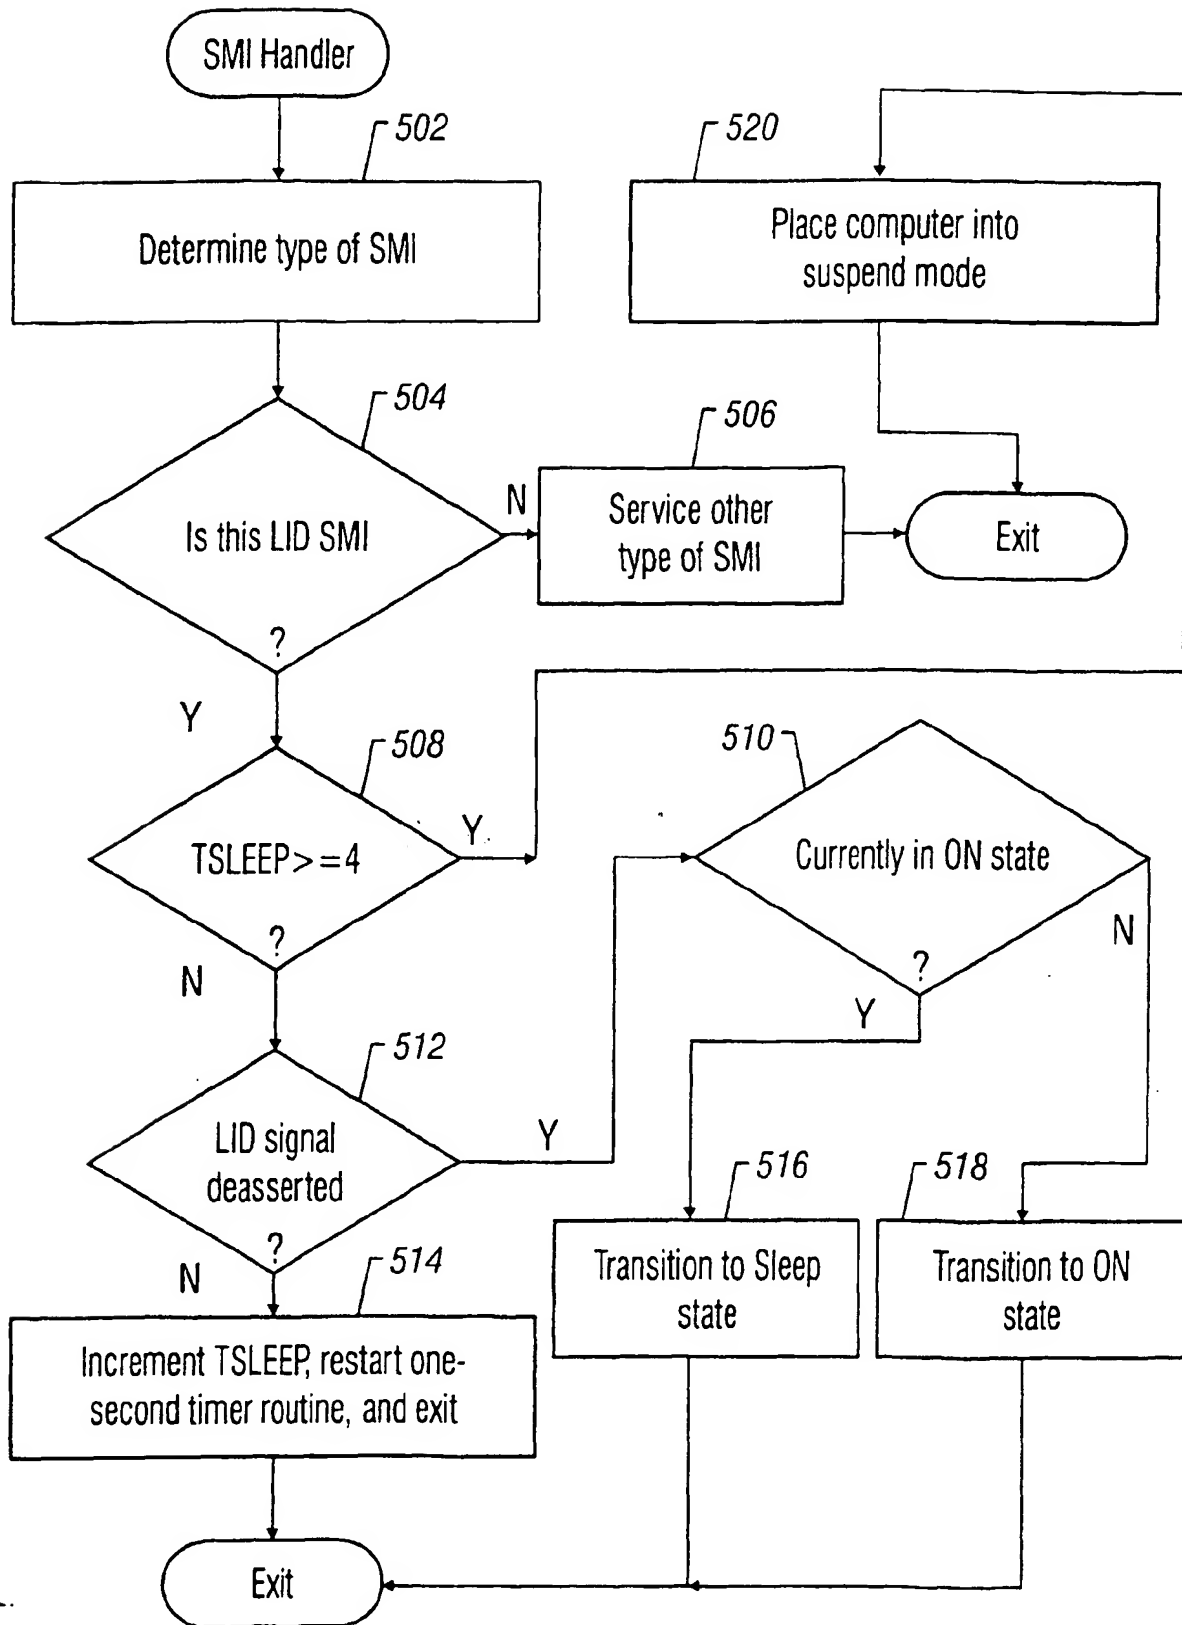 SMI Handler
502
Determine type of SMI
520
Place computer into
suspend mode
504
Is this LID SMI
?
N
Y
506
Service other
type of SMI
Exit
508
TSLEEP>=4
?
Y
N
510
Currently in ON state
?
Y
N
512
LID signal
deasserted
?
Y
N
514
Increment TSLEEP, restart one-
second timer routine, and exit
516
Transition to Sleep
state
518
Transition to ON
state
Exit